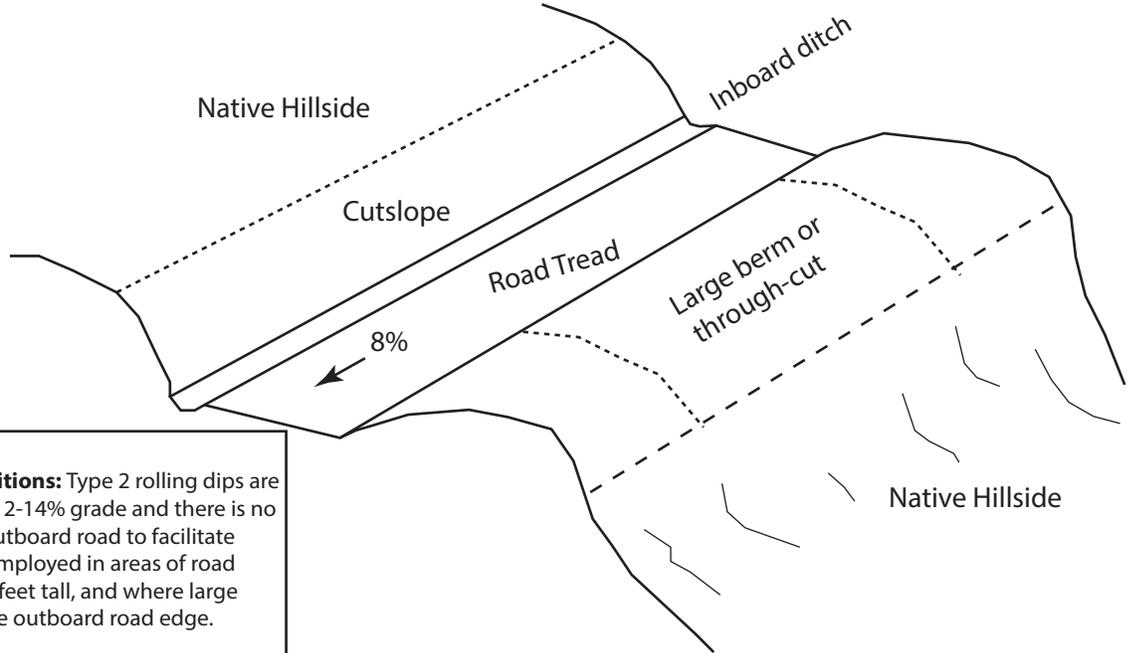 Inboard ditch
Native Hillside
Cutslope
Road Tread
Large berm or
through-cut
8%
Native Hillside
Type 2 rolling dips are
2-14% grade and there is no
road to facilitate
in areas of road
feet tall, and where large
outboard road edge.